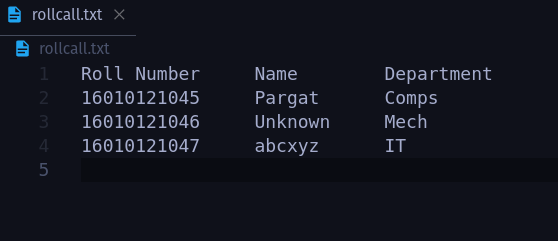 rollcall.txt
rollcall.txt
1 Roll Number Name Department
2 16010121045 Pargat Comps
3 16010121046 Unknown Mech
4 16010121047 abcxyz IT
5